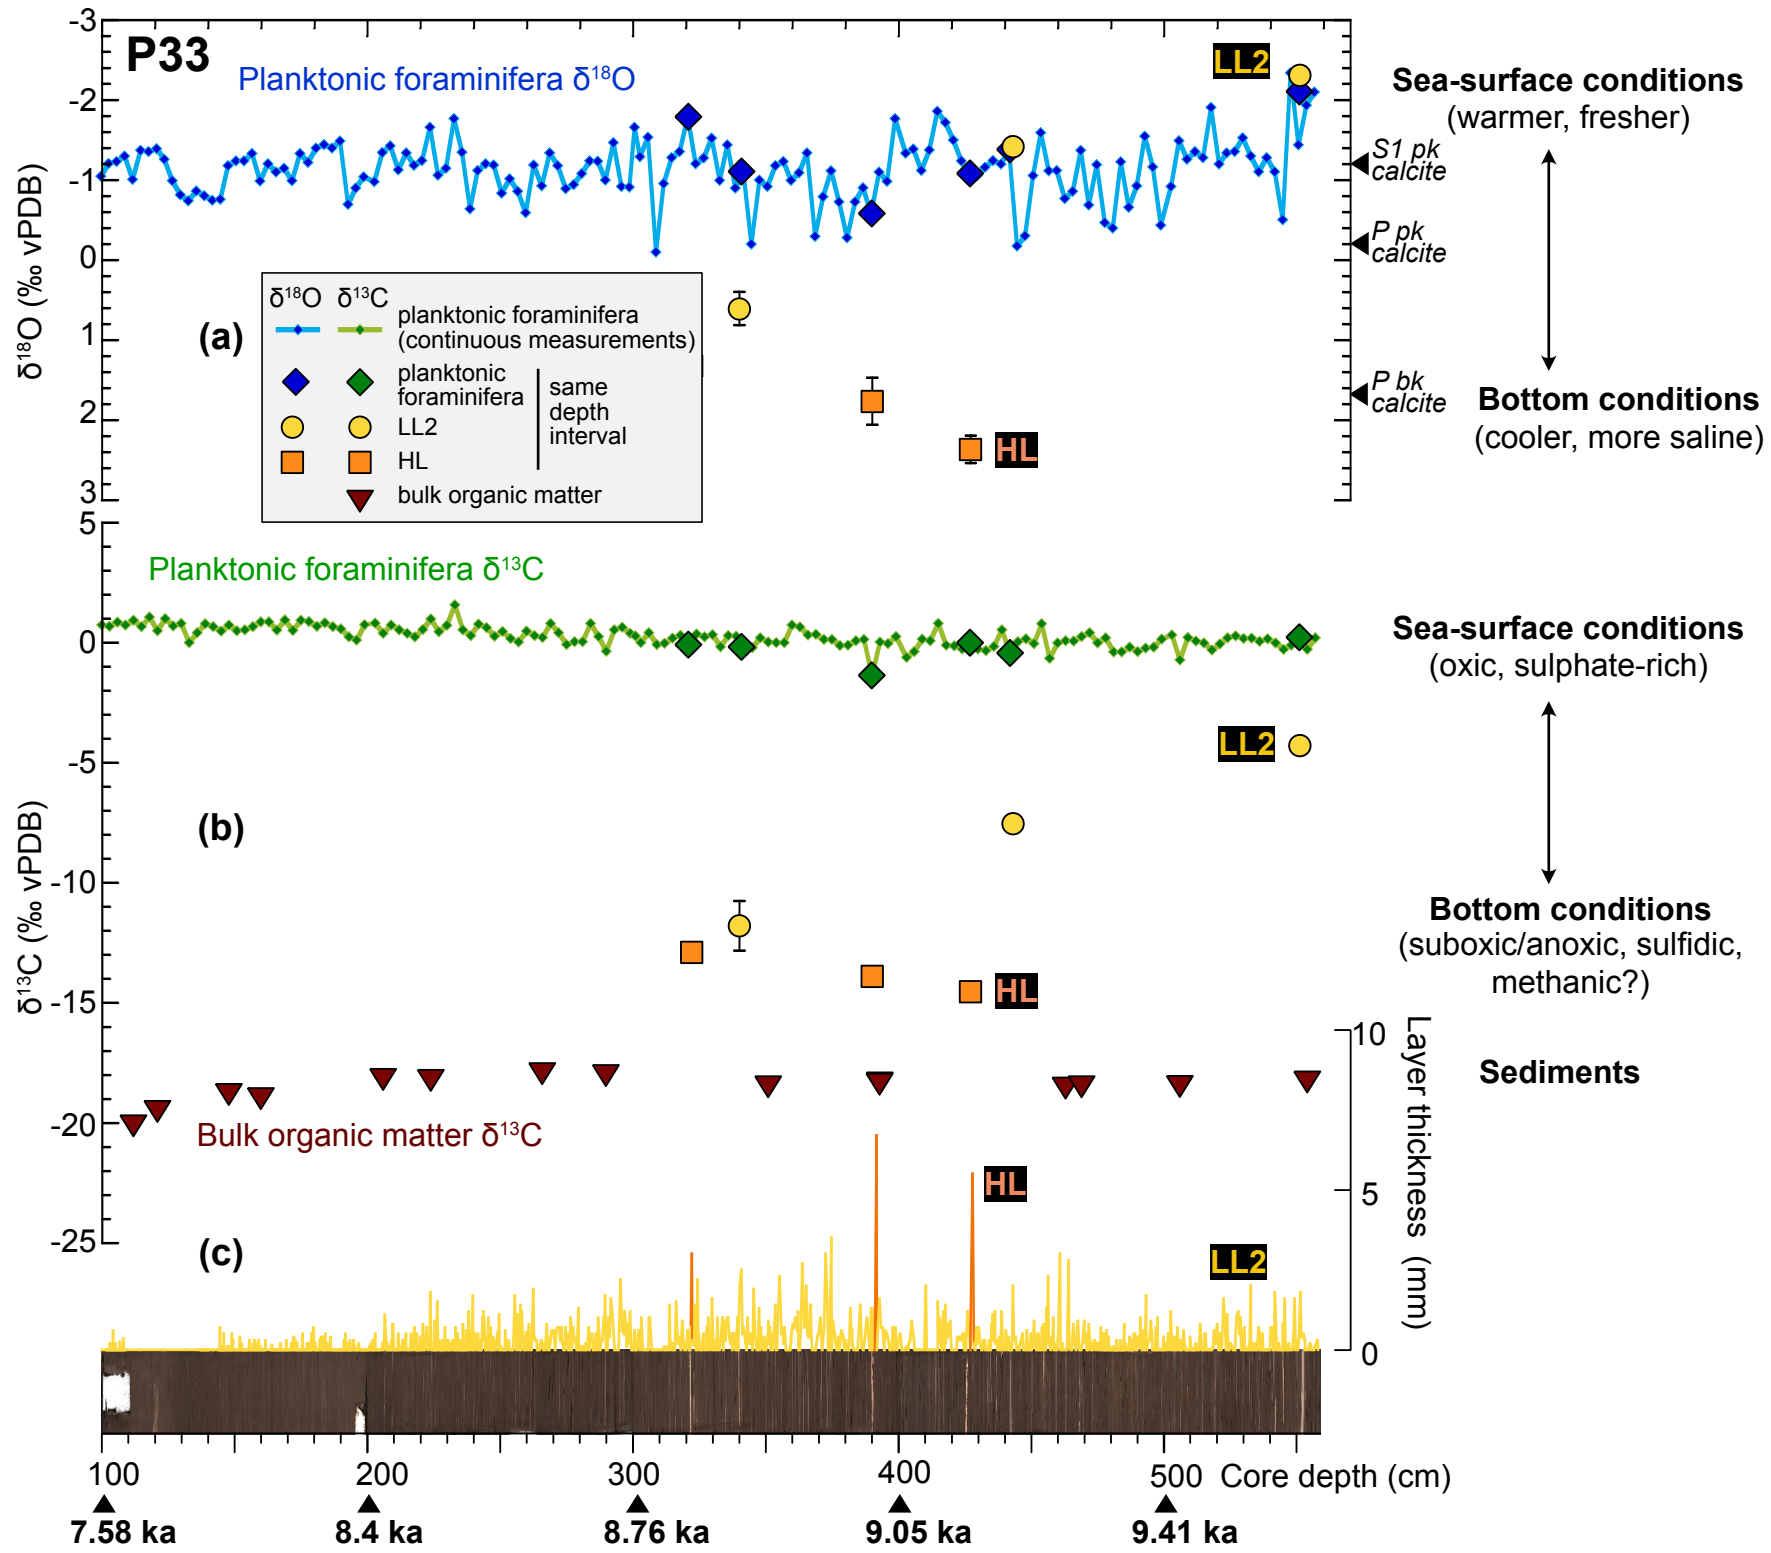 P33
Planktonic foraminifera δ¹⁸O
-3
-2
-1
0
1
2
3
δ¹⁸O (‰ vPDB)
LL2
HL
(a)
δ¹⁸O δ¹³C
planktonic foraminifera
(continuous measurements)
planktonic
foraminifera
LL2
HL
same
depth
interval
bulk organic matter
S1 pk
calcite
P pk
calcite
P bk
calcite
Sea-surface conditions
(warmer, fresher)
Bottom conditions
(cooler, more saline)
5
0
-5
-10
-15
-20
-25
δ¹³C (‰ vPDB)
Planktonic foraminifera δ¹³C
(b)
LL2
HL
Sea-surface conditions
(oxic, sulphate-rich)
Bottom conditions
(suboxic/anoxic, sulfidic,
methanic?)
Bulk organic matter δ¹³C
Sediments
10
5
0
Layer thickness (mm)
HL
(c)
LL2
100 200 300 400 500 Core depth (cm)
7.58 ka 8.4 ka 8.76 ka 9.05 ka 9.41 ka